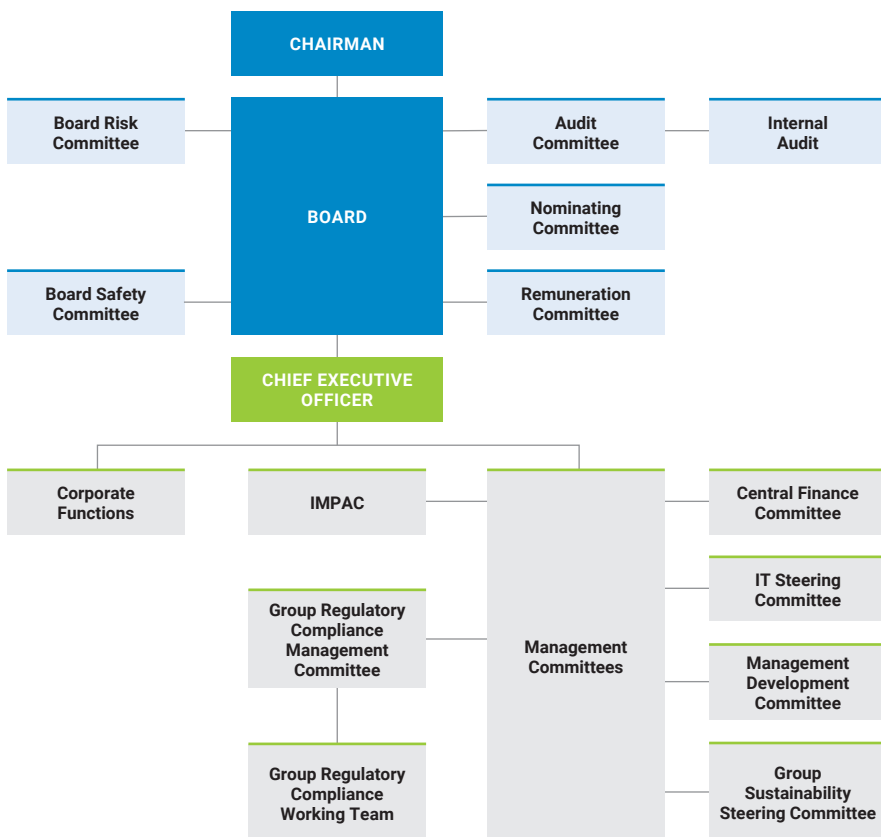 CHAIRMAN
Board Risk
Committee
Audit
Committee
Internal
Audit
BOARD
Nominating
Committee
Board Safety
Committee
Remuneration
Committee
CHIEF EXECUTIVE
OFFICER
Corporate
Functions
IMPAC
Central Finance
Committee
IT Steering
Committee
Group Regulatory
Compliance
Management
Committee
Management
Committees
Management
Development
Committee
Group Regulatory
Compliance
Working Team
Group
Sustainability
Steering Committee